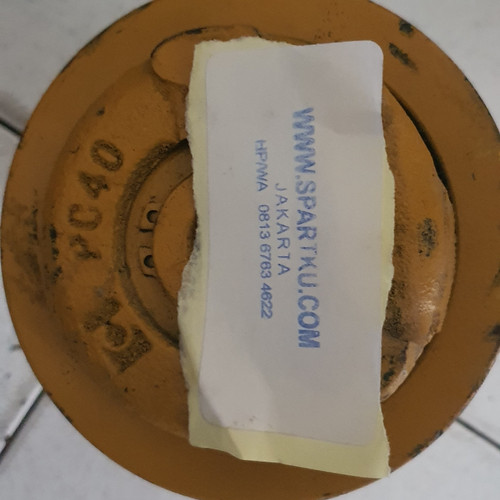 WWW.SPARTKU.COM
JAKARTA
HP/WA 0813 6763 4622
PC40